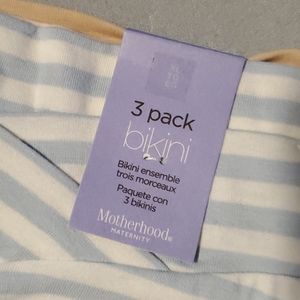 3 pack
bikini
Bikini ensemble
trois morceaux
Paquete con
3 bikinis
Motherhood®
MATERNITY